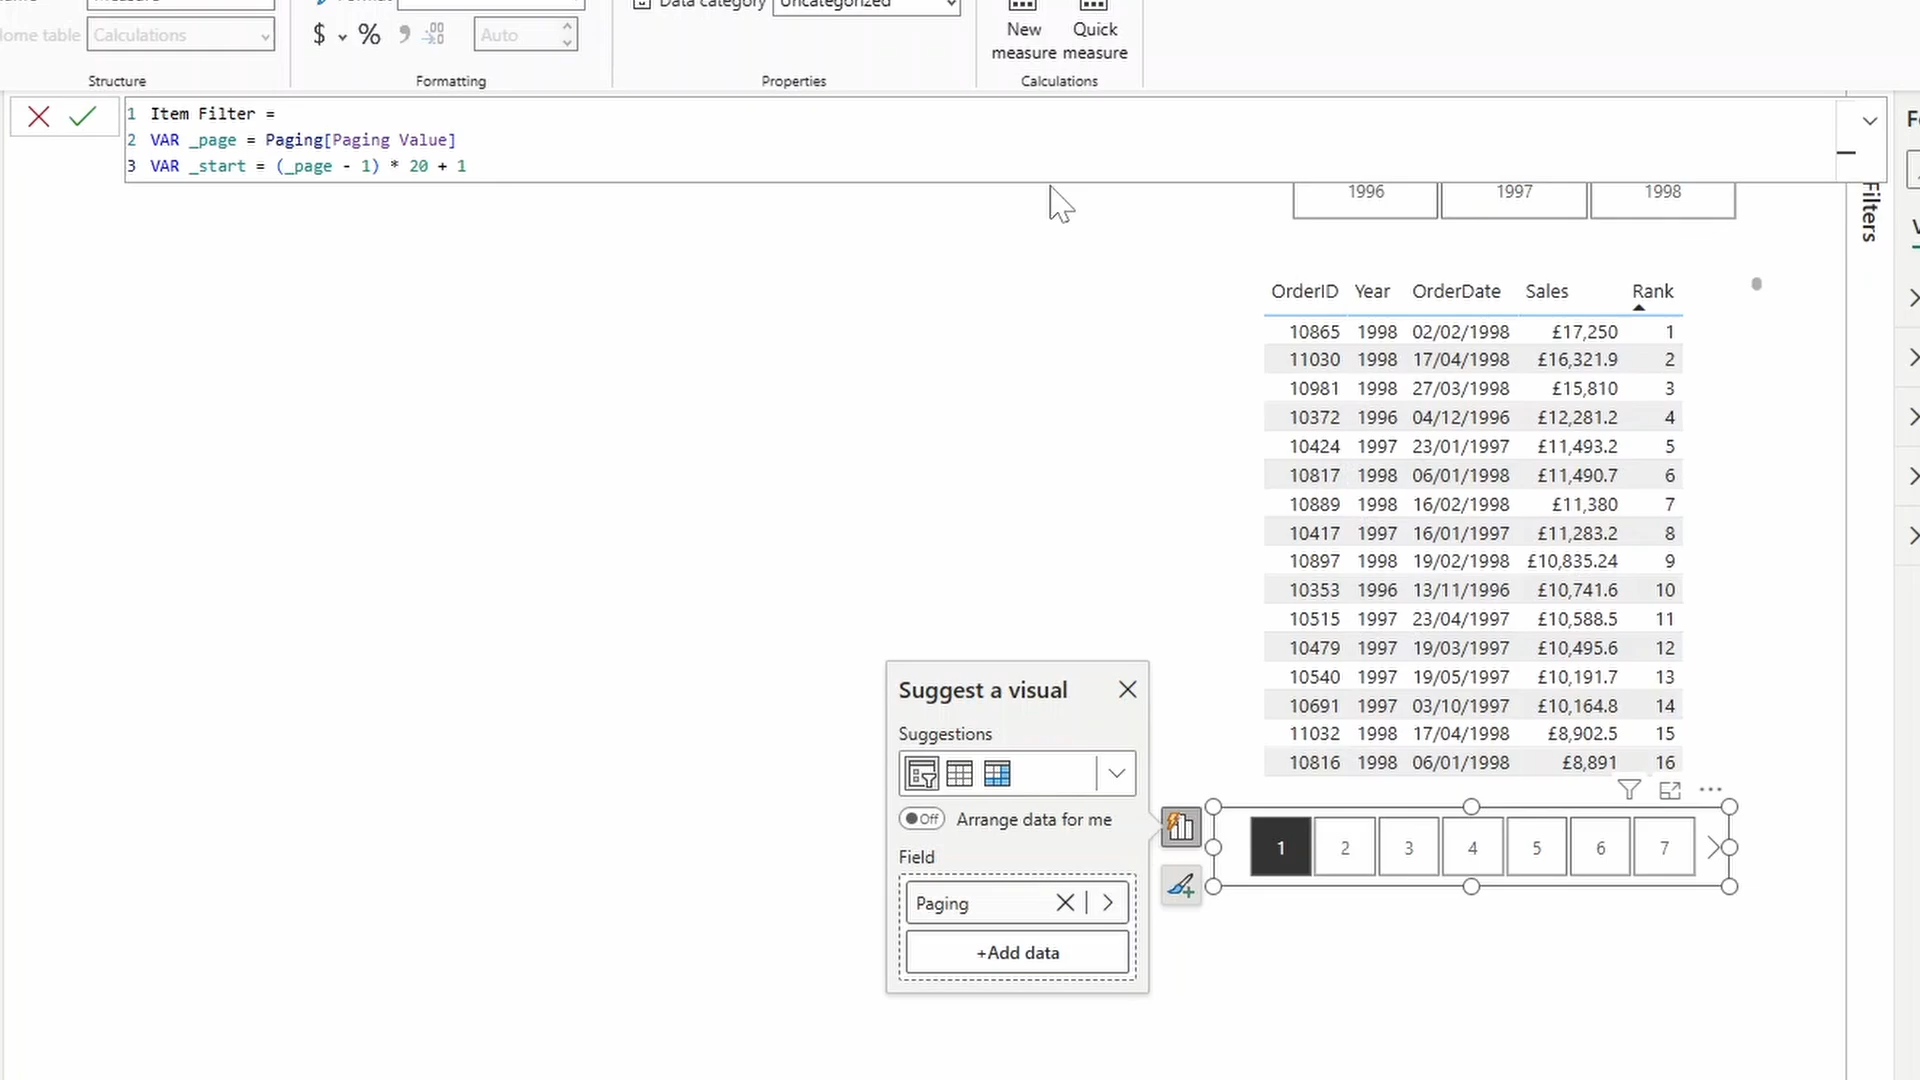 Data category Uncategorized
Home table Calculations
$ % Auto
New measure
Quick measure
Structure
Formatting
Properties
Calculations
1 Item Filter =
2 VAR _page = Paging[Paging Value]
3 VAR _start = (_page - 1) * 20 + 1
Filters
1996 1997 1998
OrderID Year OrderDate Sales Rank
10865 1998 02/02/1998 £17,250 1
11030 1998 17/04/1998 £16,321.9 2
10981 1998 27/03/1998 £15,810 3
10372 1996 04/12/1996 £12,281.2 4
10424 1997 23/01/1997 £11,493.2 5
10817 1998 06/01/1998 £11,490.7 6
10889 1998 16/02/1998 £11,380 7
10417 1997 16/01/1997 £11,283.2 8
10897 1998 19/02/1998 £10,835.24 9
10353 1996 13/11/1996 £10,741.6 10
10515 1997 23/04/1997 £10,588.5 11
10479 1997 19/03/1997 £10,495.6 12
10540 1997 19/05/1997 £10,191.7 13
10691 1997 03/10/1997 £10,164.8 14
11032 1998 17/04/1998 £8,902.5 15
10816 1998 06/01/1998 £8,891 16
Suggest a visual
Suggestions
Off Arrange data for me
Field
Paging
+Add data
1 2 3 4 5 6 7